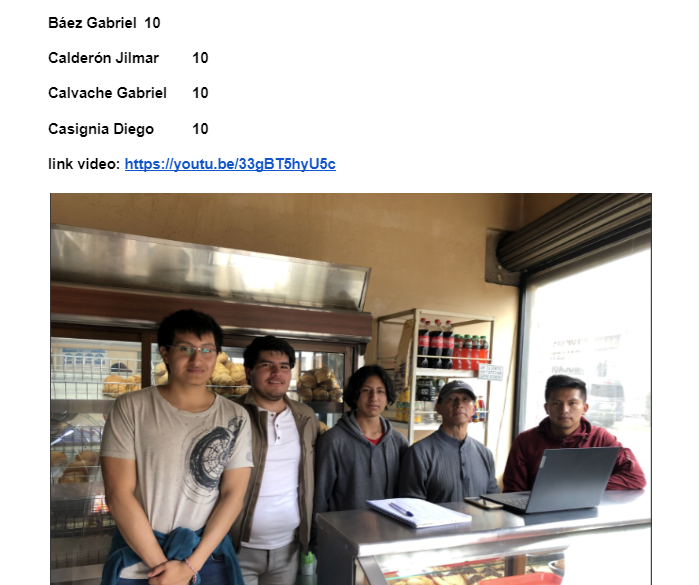 Báez Gabriel 10
Calderón Jilmar 10
Calvache Gabriel 10
Casignia Diego 10
link video: https://youtu.be/33gBT5hyU5c